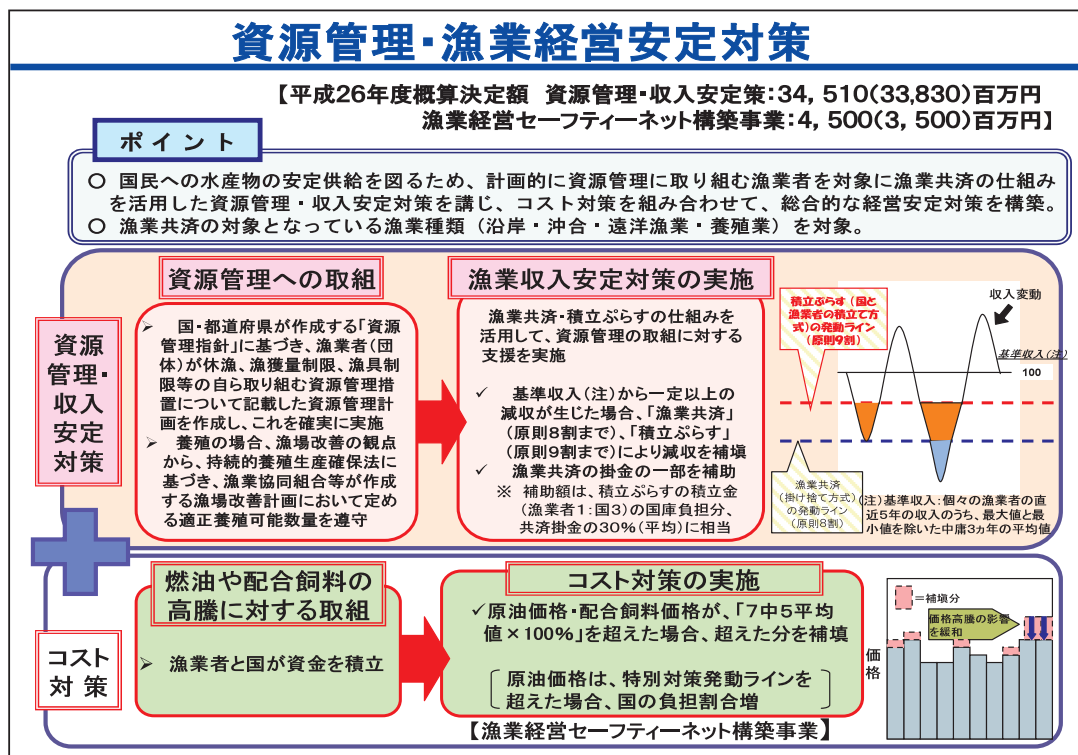 資源管理・漁業経営安定対策
【平成26年度概算決定額 資源管理・収入安定策:34,510(33,830)百万円
漁業経営セーフティーネット構築事業:4,500(3,500)百万円】
ポイント
○ 国民への水産物の安定供給を図るため、計画的に資源管理に取り組む漁業者を対象に漁業共済の仕組み
を活用した資源管理・収入安定対策を講じ、コスト対策を組み合わせて、総合的な経営安定対策を構築。
○ 漁業共済の対象となっている漁業種類(沿岸・沖合・遠洋漁業・養殖業)を対象。
資源
管理・
収入
安定
対策
資源管理への取組
➢ 国・都道府県が作成する「資源
管理指針」に基づき、漁業者(団
体)が休漁、漁獲量制限、漁具制
限等の自ら取り組む資源管理措
置について記載した資源管理計
画を作成し、これを確実に実施
➢ 養殖の場合、漁場改善の観点
から、持続的養殖生産確保法に
基づき、漁業協同組合等が作成
する漁場改善計画において定め
る適正養殖可能数量を遵守
漁業収入安定対策の実施
漁業共済・積立ぷらすの仕組みを
活用して、資源管理の取組に対する
支援を実施
✓ 基準収入(注)から一定以上の
減収が生じた場合、「漁業共済」
(原則8割まで)、「積立ぷらす」
(原則9割まで)により減収を補填
✓ 漁業共済の掛金の一部を補助
※ 補助額は、積立ぷらすの積立金
(漁業者1:国3)の国庫負担分、
共済掛金の30%(平均)に相当
積立ぷらす(国と
漁業者の積立て方
式)の発動ライン
(原則9割)
収入変動
基準収入(注)
100
漁業共済
(掛け捨て方式)
の発動ライン
(原則8割)
(注)基準収入:個々の漁業者の直
近5年の収入のうち、最大値と最
小値を除いた中庸3ヵ年の平均値
コスト
対策
燃油や配合飼料の
高騰に対する取組
➢ 漁業者と国が資金を積立
コスト対策の実施
✓原油価格・配合飼料価格が、「7中5平均
値×100%」を超えた場合、超えた分を補填
原油価格は、特別対策発動ラインを
超えた場合、国の負担割合増
【漁業経営セーフティーネット構築事業】
=補填分
価格高騰の影響
を緩和
価
格